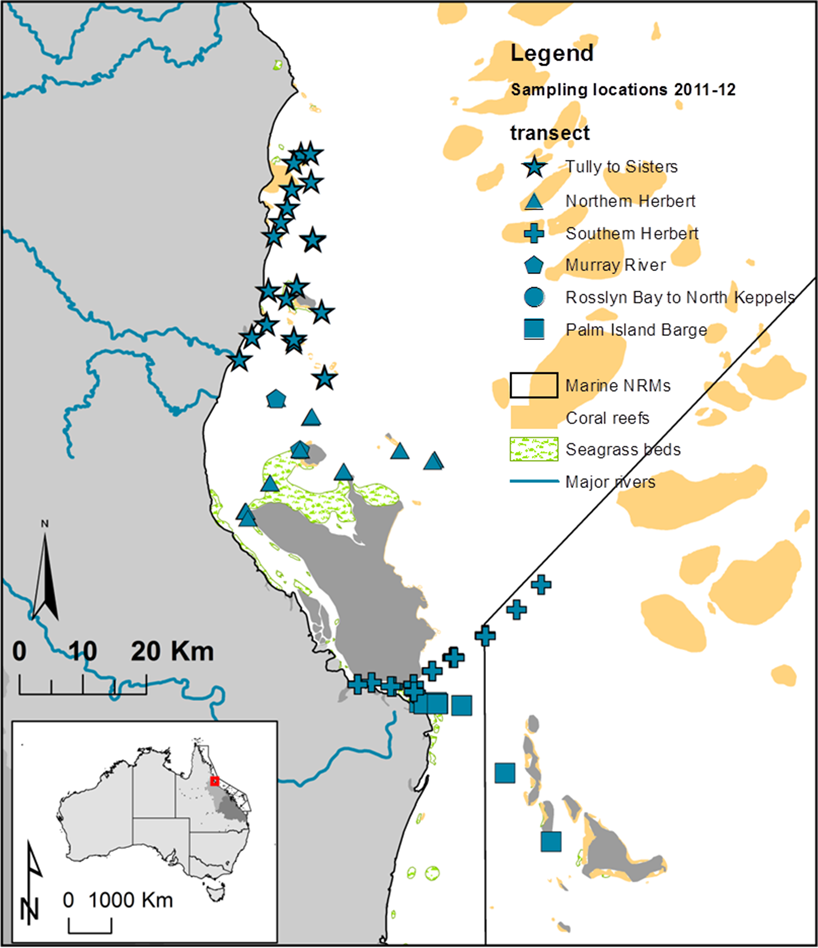 Legend
Sampling locations 2011-12
transect
Tully to Sisters
Northern Herbert
Southern Herbert
Murray River
Rosslyn Bay to North Keppels
Palm Island Barge
Marine NRMs
Coral reefs
Seagrass beds
Major rivers
N
0 10 20 Km
N
0 1000 Km